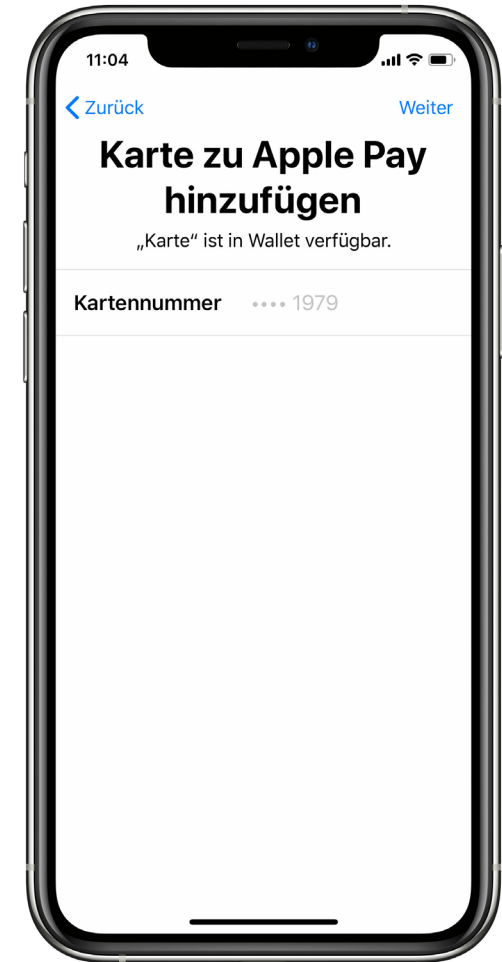 11:04
Zurück
Weiter
Karte zu Apple Pay
hinzufügen
„Karte“ ist in Wallet verfügbar.
Kartennummer •••• 1979